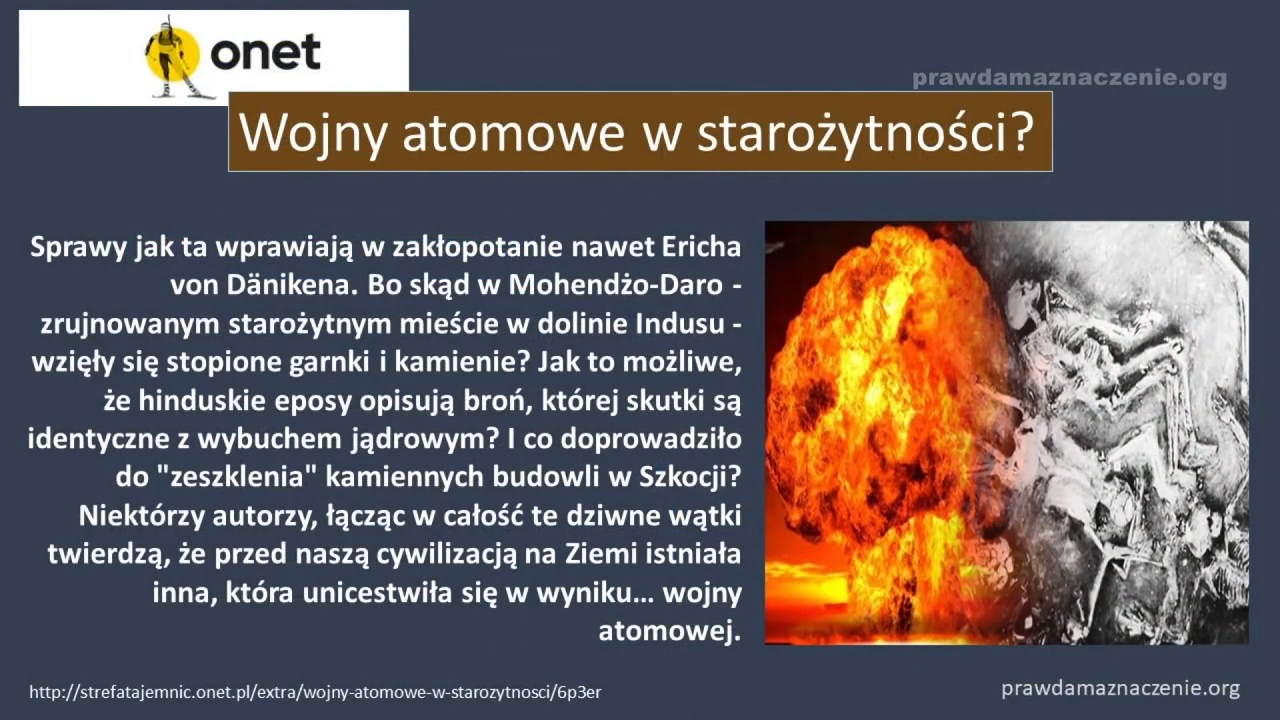 onet
prawdamaznaczenie.org
Wojny atomowe w starożytności?
Sprawy jak ta wprawiają w zakłopotanie nawet Ericha
von Dänikena. Bo skąd w Mohendżo-Daro -
zrujnowanym starożytnym mieście w dolinie Indusu -
wzięły się stopione garnki i kamienie? Jak to możliwe,
że hinduskie eposy opisują broń, której skutki są
identyczne z wybuchem jądrowym? I co doprowadziło
do "zeszklenia" kamiennych budowli w Szkocji?
Niektórzy autorzy, łącząc w całość te dziwne wątki
twierdzą, że przed naszą cywilizacją na Ziemi istniała
inna, która unicestwiła się w wyniku... wojny
atomowej.
http://strefatajemnic.onet.pl/extra/wojny-atomowe-w-starozytnosci/6p3er
prawdamaznaczenie.org